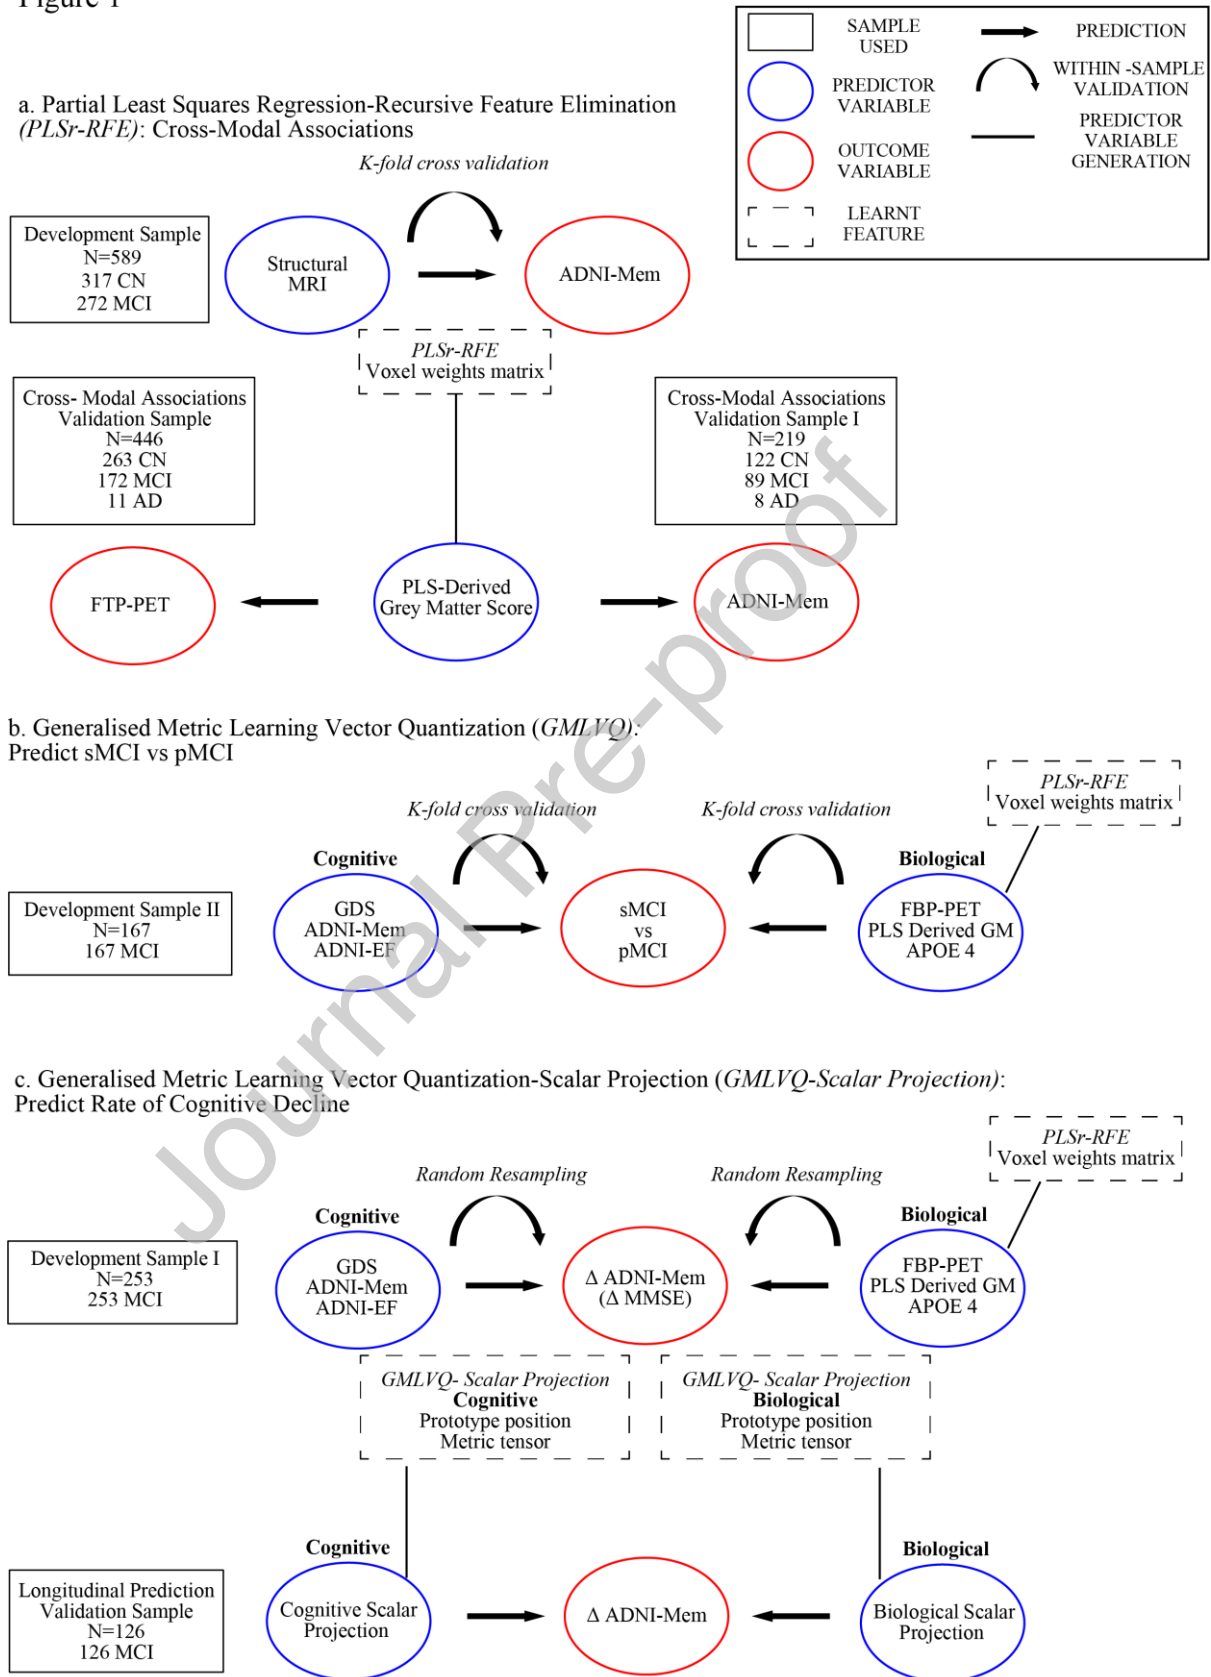 Figure 1
SAMPLE
USED
PREDICTION
PREDICTOR
VARIABLE
WITHIN -SAMPLE
VALIDATION
OUTCOME
VARIABLE
PREDICTOR
VARIABLE
GENERATION
LEARNT
FEATURE
a. Partial Least Squares Regression-Recursive Feature Elimination
(PLSr-RFE): Cross-Modal Associations
K-fold cross validation
Development Sample
N=589
317 CN
272 MCI
Structural
MRI
ADNI-Mem
PLSr-RFE
Voxel weights matrix
Cross- Modal Associations
Validation Sample
N=446
263 CN
172 MCI
11 AD
Cross-Modal Associations
Validation Sample I
N=219
122 CN
89 MCI
8 AD
FTP-PET
PLS-Derived
Grey Matter Score
ADNI-Mem
b. Generalised Metric Learning Vector Quantization (GMLVQ):
Predict sMCI vs pMCI
PLSr-RFE
Voxel weights matrix
K-fold cross validation
K-fold cross validation
Cognitive
Biological
Development Sample II
N=167
167 MCI
GDS
ADNI-Mem
ADNI-EF
sMCI
vs
pMCI
FBP-PET
PLS Derived GM
APOE 4
c. Generalised Metric Learning Vector Quantization-Scalar Projection (GMLVQ-Scalar Projection):
Predict Rate of Cognitive Decline
PLSr-RFE
Voxel weights matrix
Random Resampling
Random Resampling
Cognitive
Biological
Development Sample I
N=253
253 MCI
GDS
ADNI-Mem
ADNI-EF
Δ ADNI-Mem
(Δ MMSE)
FBP-PET
PLS Derived GM
APOE 4
GMLVQ- Scalar Projection
Cognitive
Prototype position
Metric tensor
GMLVQ- Scalar Projection
Biological
Prototype position
Metric tensor
Cognitive
Biological
Longitudinal Prediction
Validation Sample
N=126
126 MCI
Cognitive Scalar
Projection
Δ ADNI-Mem
Biological Scalar
Projection
Journal Pre-proof